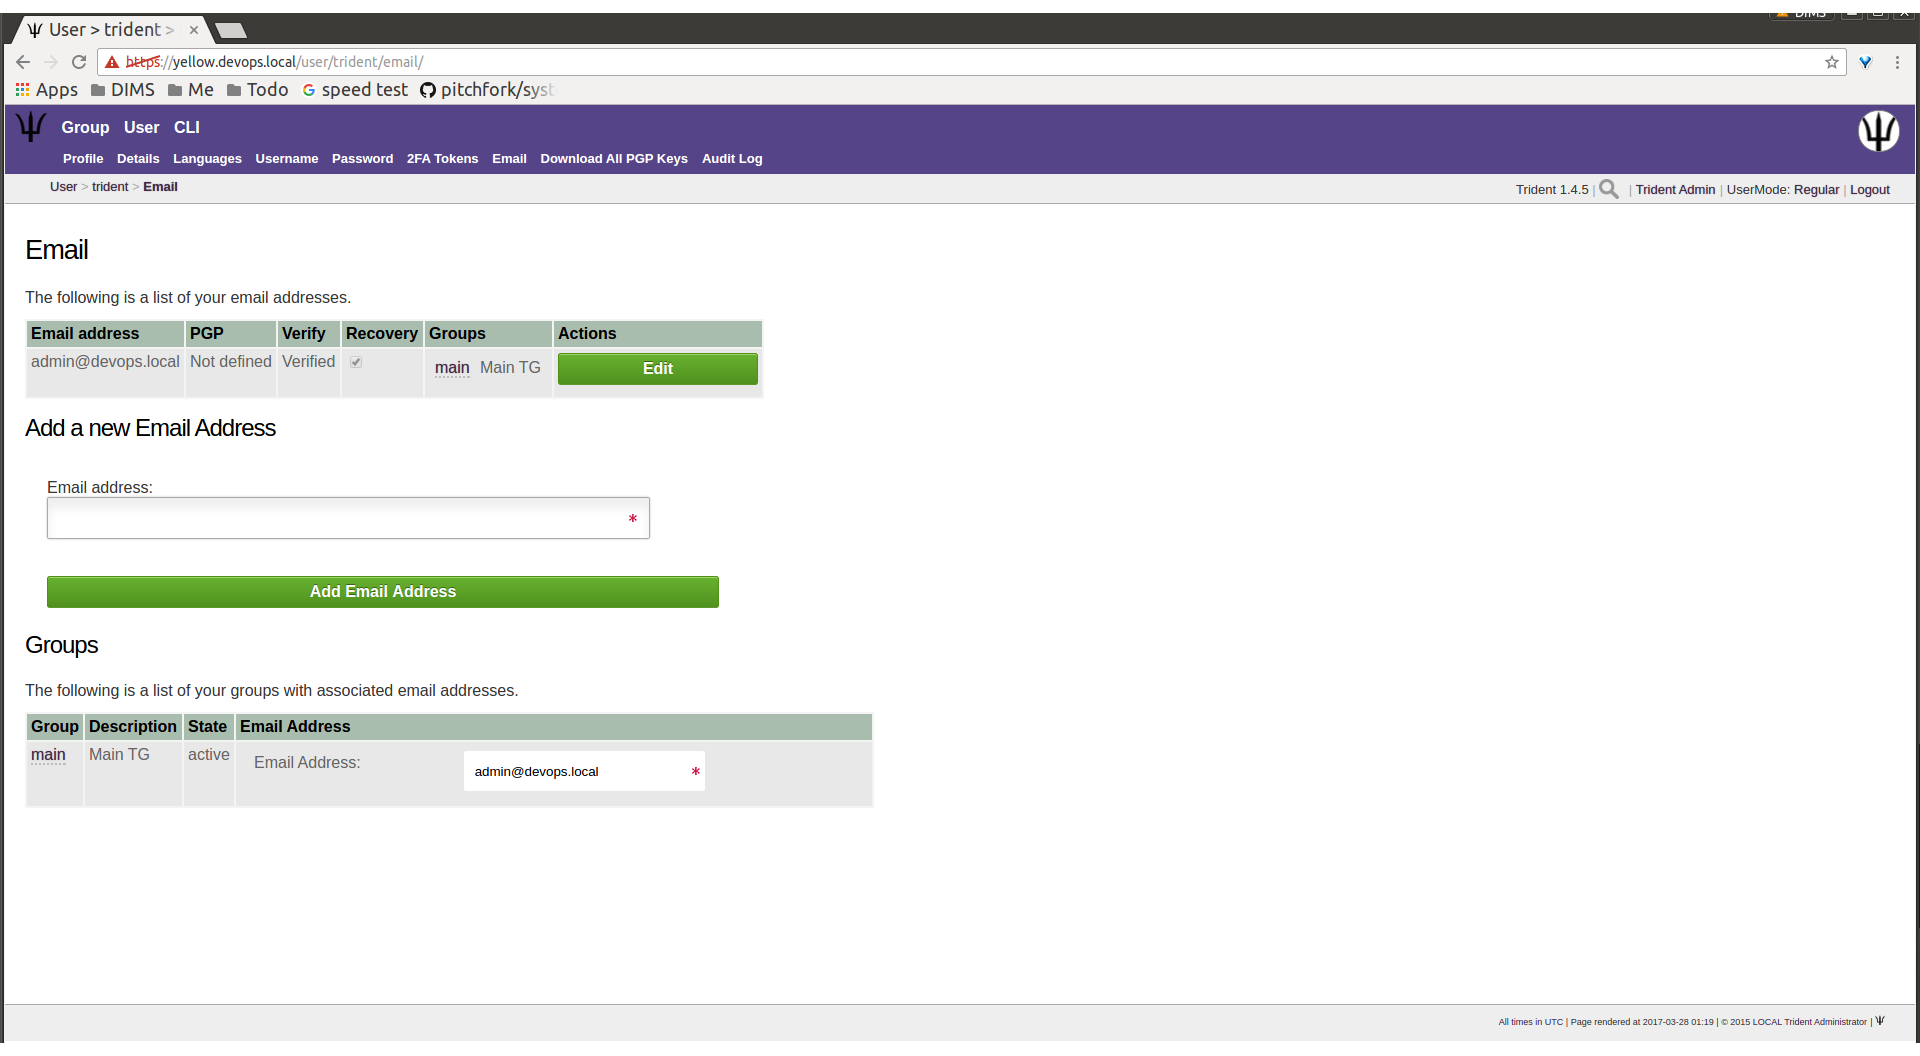 DIMS
User > trident >
https://yellow.devops.local/user/trident/email/
Apps DIMS Me Todo speed test pitchfork/syst
Group User CLI
Profile Details Languages Username Password 2FA Tokens Email Download All PGP Keys Audit Log
User > trident > Email
Trident 1.4.5 | | Trident Admin | UserMode: Regular | Logout
Email
The following is a list of your email addresses.
Email address PGP Verify Recovery Groups Actions
admin@devops.local Not defined Verified main Main TG Edit
Add a new Email Address
Email address:
*
Add Email Address
Groups
The following is a list of your groups with associated email addresses.
Group Description State Email Address
main Main TG active Email Address: admin@devops.local *
All times in UTC | Page rendered at 2017-03-28 01:19 | © 2015 LOCAL Trident Administrator |